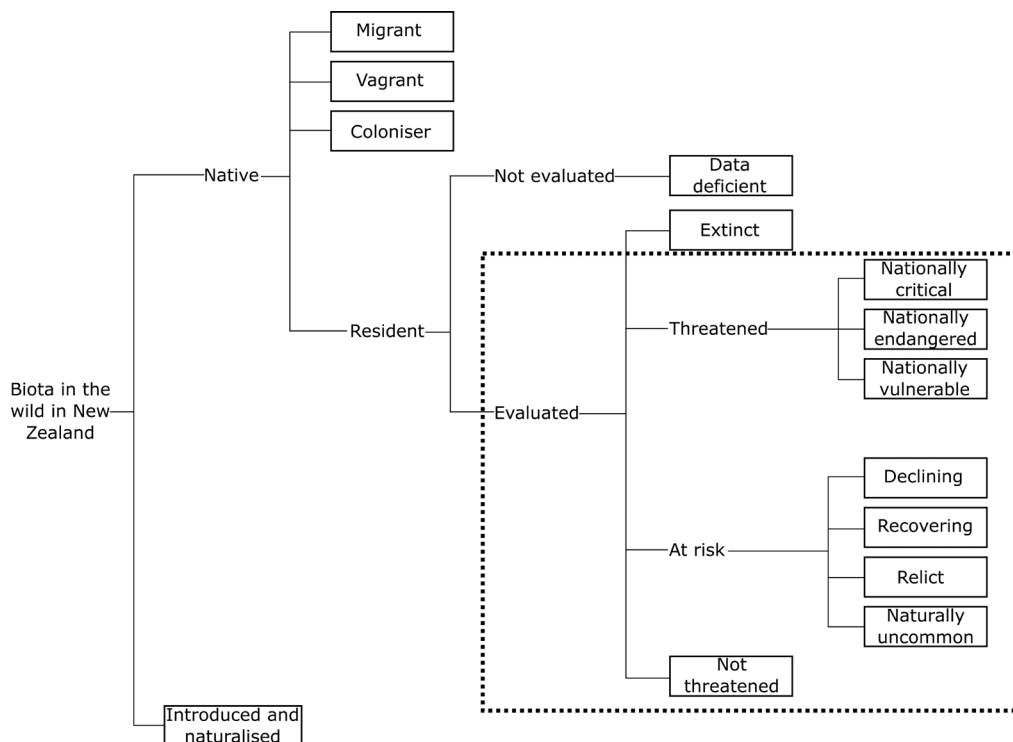 Migrant
Vagrant
Coloniser
Native
Not evaluated
Data
deficient
Extinct
Nationally
critical
Resident
Threatened
Nationally
endangered
Nationally
vulnerable
Biota in the
wild in New
Zealand
Evaluated
Declining
Recovering
At risk
Relict
Naturally
uncommon
Not
threatened
Introduced and
naturalised